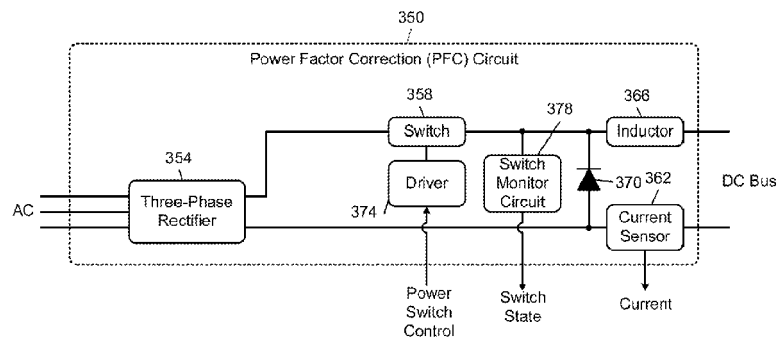 350
Power Factor Correction (PFC) Circuit
358
378
366
Switch
Inductor
354
Three-Phase
Rectifier
Driver
Switch
Monitor
Circuit
370
362
DC Bus
AC
374
Current
Sensor
Power
Switch
Control
Switch
State
Current